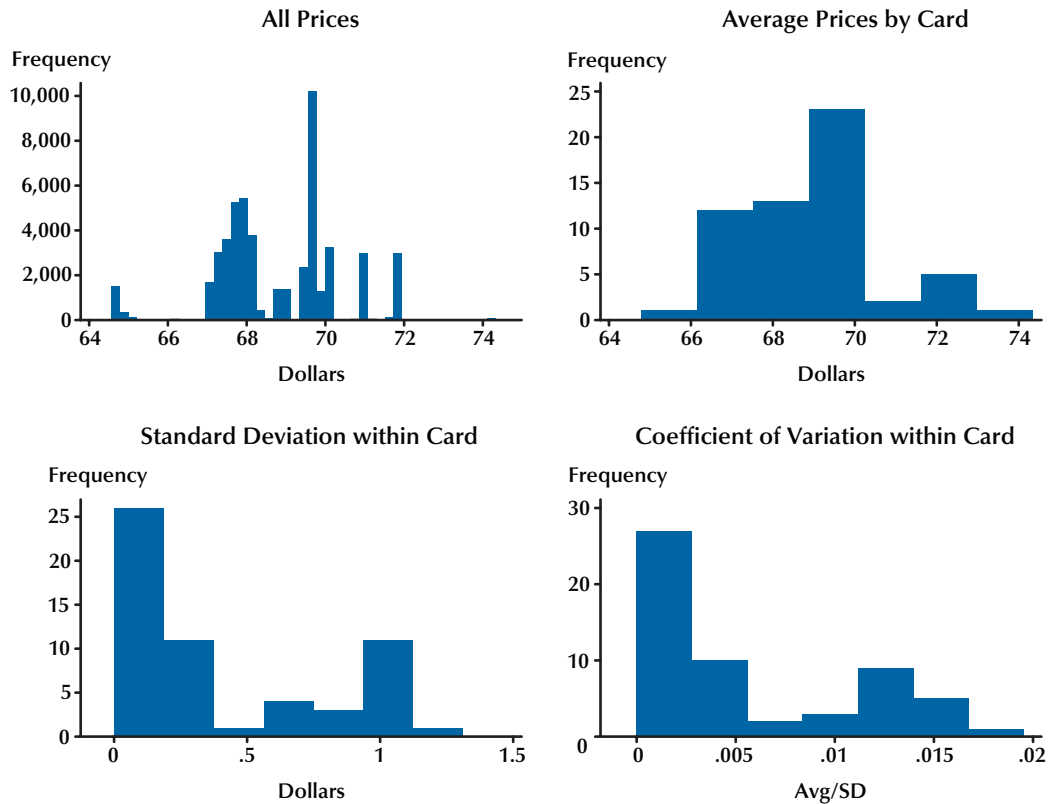 All Prices
Frequency
10,000
8,000
6,000
4,000
2,000
0
64 66 68 70 72 74
Dollars
Average Prices by Card
Frequency
25
20
15
10
5
0
64 66 68 70 72 74
Dollars
Standard Deviation within Card
Frequency
25
20
15
10
5
0
0 .5 1 1.5
Dollars
Coefficient of Variation within Card
Frequency
30
20
10
0
0 .005 .01 .015 .02
Avg/SD